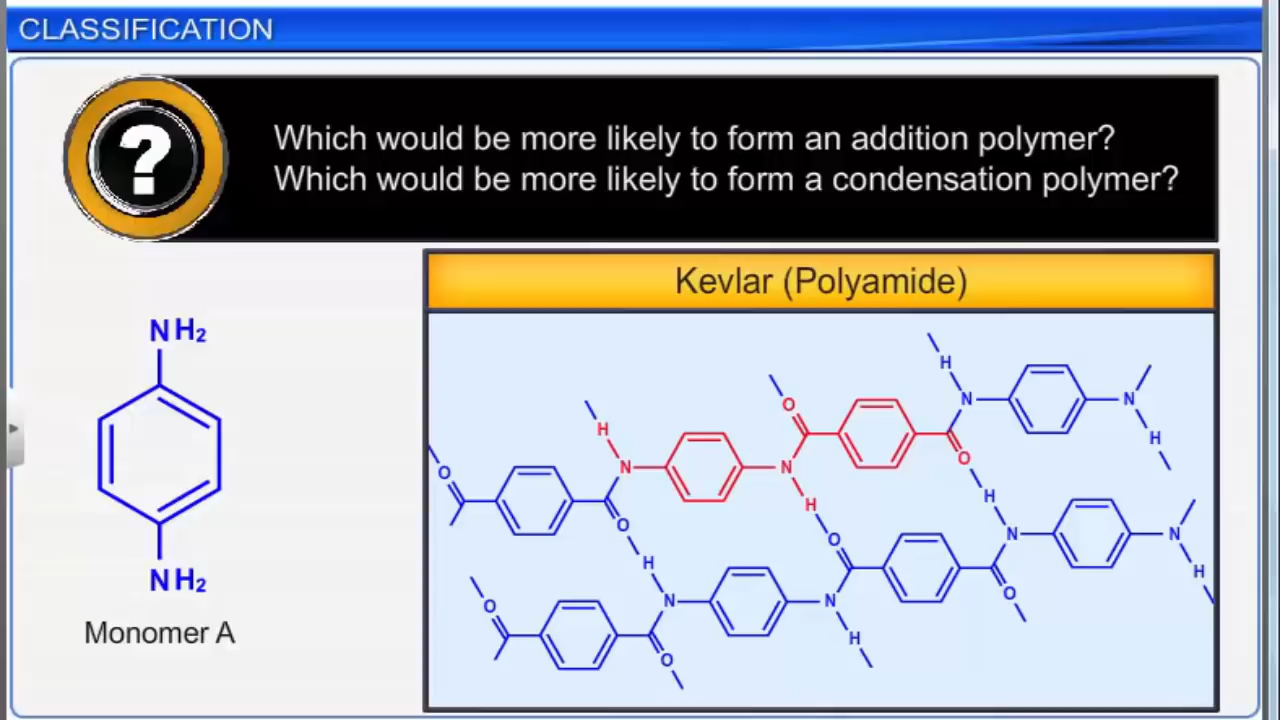 CLASSIFICATION
?
Which would be more likely to form an addition polymer?
Which would be more likely to form a condensation polymer?
Kevlar (Polyamide)
NH₂
NH₂
Monomer A
H
N
H
N
O
H
O
N
H
O
O
N
H
O
H
N
O
N
H
O
H
N
O
N
H
O
O